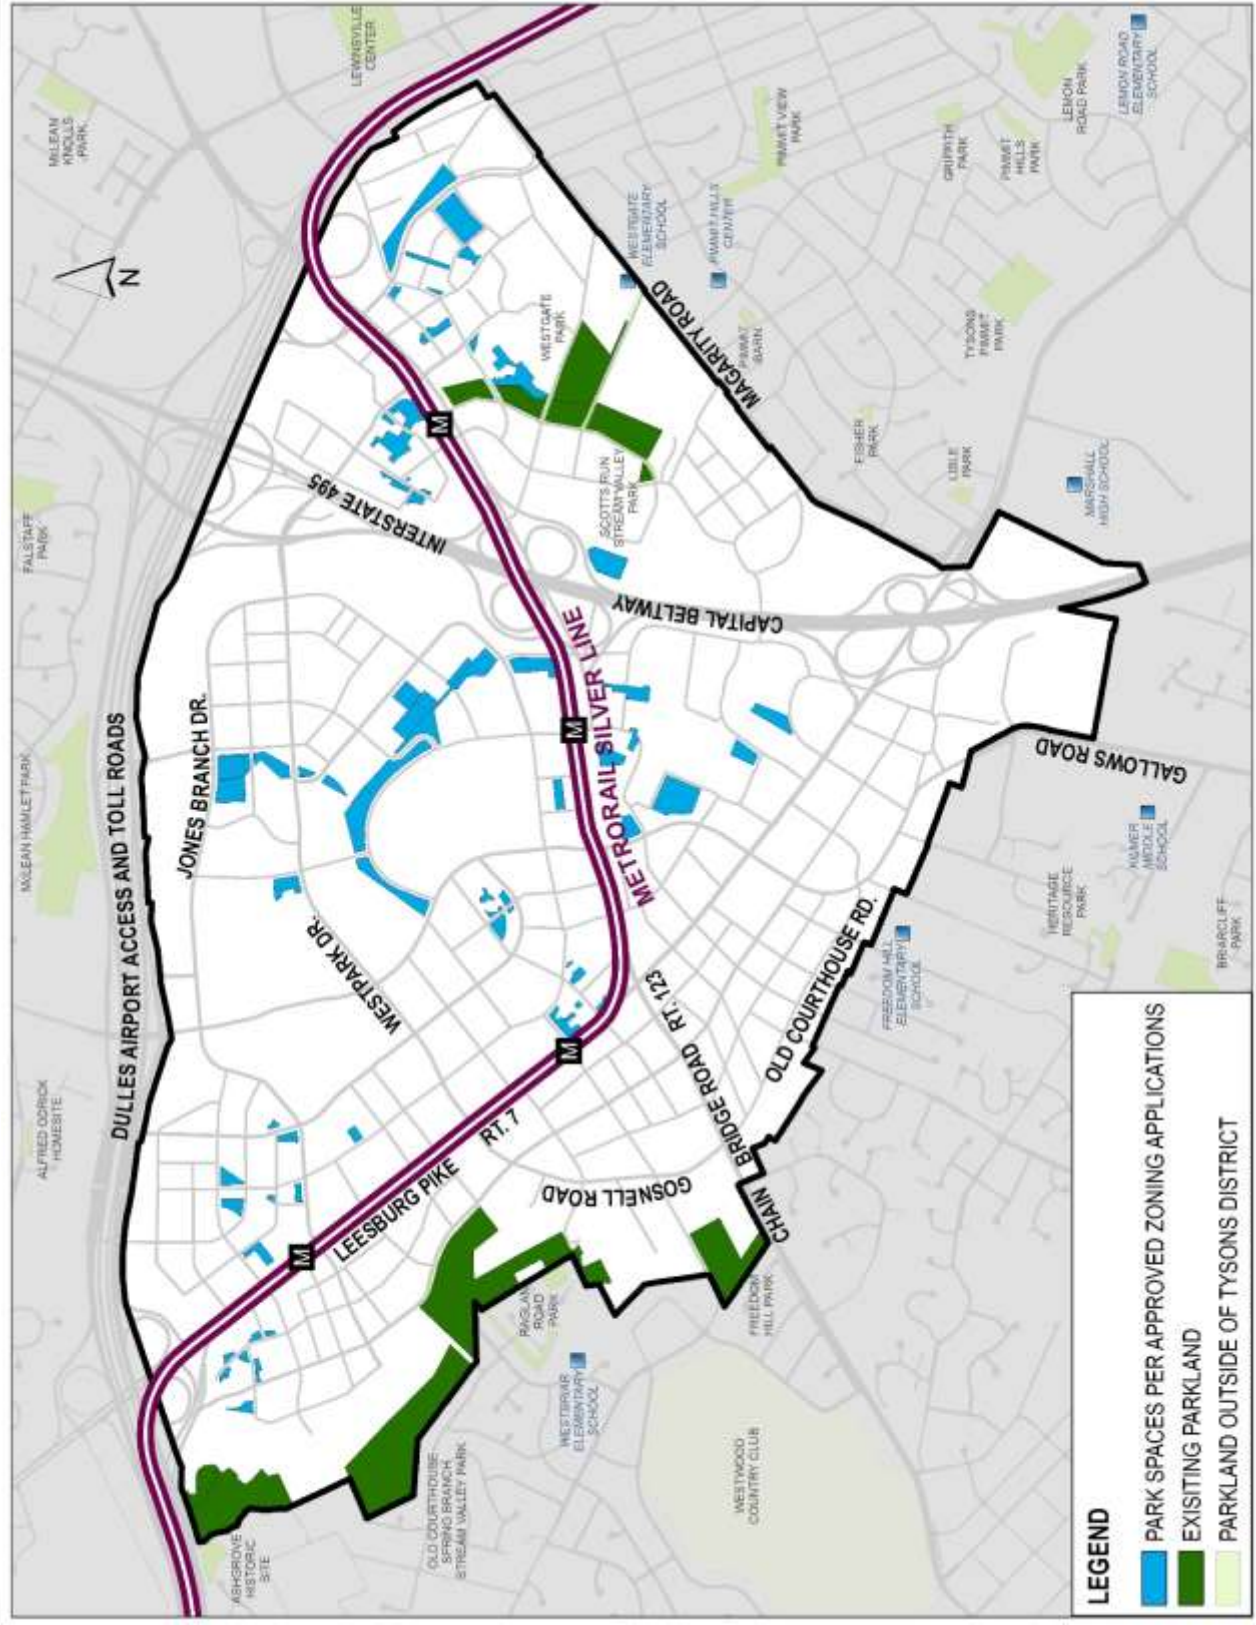 McLEAN
KNOLLS
PARK
LEWINSVILLE
CENTER
N
FALSTAFF
PARK
McLEAN HAMLET PARK
ALFRED ODRICK
HOMESITE
DULLES AIRPORT ACCESS AND TOLL ROADS
JONES BRANCH DR.
WESTPARK DR.
INTERSTATE 495
CAPITAL BELTWAY
METRORAIL SILVER LINE
M
M
M
M
LEESBURG PIKE
RT. 7
GOSNELL ROAD
CHAIN
BRIDGE ROAD
RT. 123
OLD COURTHOUSE RD.
GALLOWS ROAD
MAGARITY ROAD
WESTGATE
PARK
SCOTTS RUN
STREAM VALLEY
PARK
WESTGATE
ELEMENTARY
SCHOOL
PIMMIT HILLS
CENTER
PIMMIT VIEW
PARK
PIMMIT
BARN
GRIFFITH
PARK
PIMMIT
HILLS
PARK
LEMON
ROAD PARK
LEMON ROAD
ELEMENTARY
SCHOOL
TYSONS
PIMMIT
PARK
FISHER
PARK
LISLE
PARK
MARSHALL
HIGH SCHOOL
KILMER
MIDDLE
SCHOOL
HERITAGE
RESOURCE
PARK
BRIARCLIFF
PARK
FREEDOM HILL
ELEMENTARY
SCHOOL
FREEDOM
HILL PARK
RAGLAN
ROAD
PARK
WESTBRIAR
ELEMENTARY
SCHOOL
WESTWOOD
COUNTRY CLUB
OLD COURTHOUSE
SPRING BRANCH
STREAM VALLEY PARK
ASHGROVE
HISTORIC
SITE
LEGEND
PARK SPACES PER APPROVED ZONING APPLICATIONS
EXISITING PARKLAND
PARKLAND OUTSIDE OF TYSONS DISTRICT